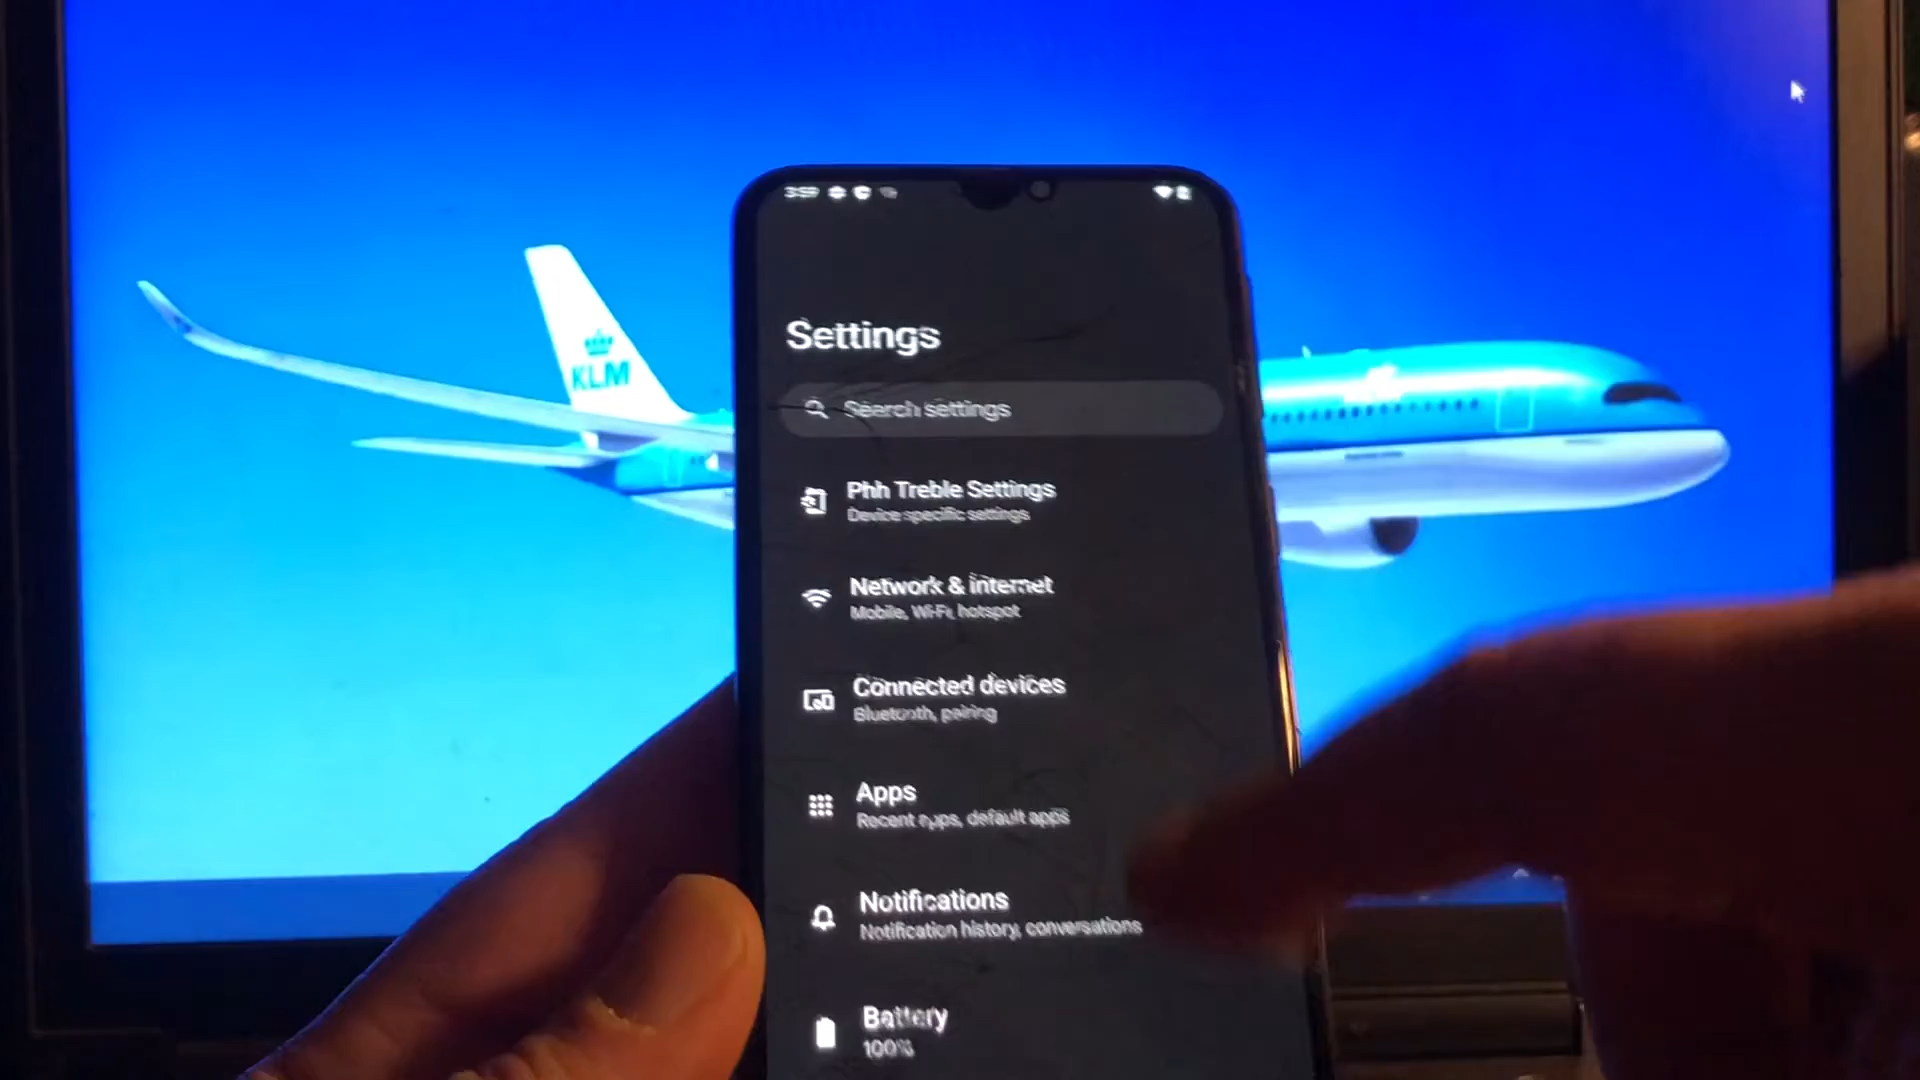 3:59
Settings
KLM
Search settings
Phh Treble Settings
Device specific settings
Network & internet
Mobile, Wi-Fi, hotspot
Connected devices
Bluetooth, pairing
Apps
Recent apps, default apps
Notifications
Notification history, conversations
Battery
100%